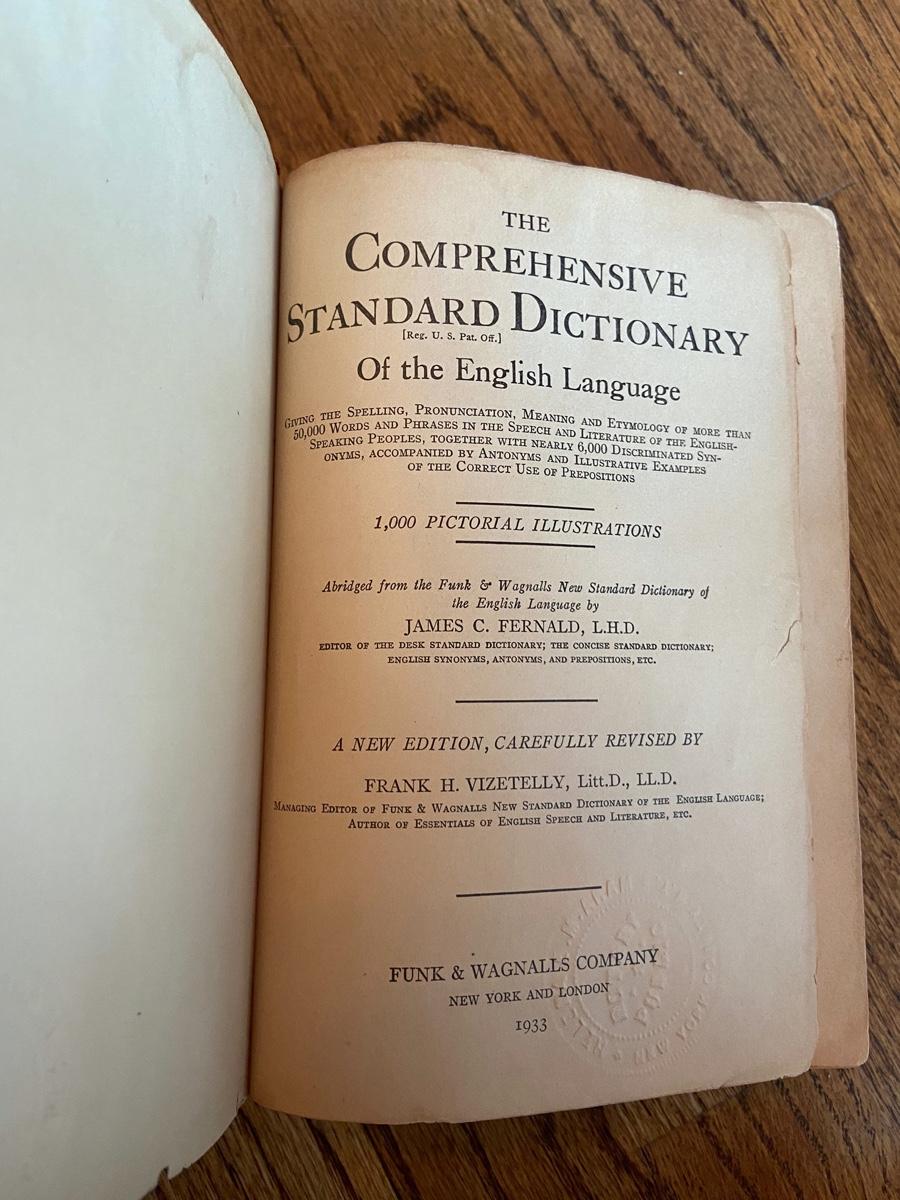 THE
COMPREHENSIVE
STANDARD DICTIONARY
[Reg. U. S. Pat. Off.]
Of the English Language
GIVING THE SPELLING, PRONUNCIATION, MEANING AND ETYMOLOGY OF MORE THAN
50,000 WORDS AND PHRASES IN THE SPEECH AND LITERATURE OF THE ENGLISH-
SPEAKING PEOPLES, TOGETHER WITH NEARLY 6,000 DISCRIMINATED SYN-
ONYMS, ACCOMPANIED BY ANTONYMS AND ILLUSTRATIVE EXAMPLES
OF THE CORRECT USE OF PREPOSITIONS
1,000 PICTORIAL ILLUSTRATIONS
Abridged from the Funk & Wagnalls New Standard Dictionary of
the English Language by
JAMES C. FERNALD, L.H.D.
EDITOR OF THE DESK STANDARD DICTIONARY; THE CONCISE STANDARD DICTIONARY;
ENGLISH SYNONYMS, ANTONYMS, AND PREPOSITIONS, ETC.
A NEW EDITION, CAREFULLY REVISED BY
FRANK H. VIZETELLY, Litt.D., LL.D.
MANAGING EDITOR OF FUNK & WAGNALLS NEW STANDARD DICTIONARY OF THE ENGLISH LANGUAGE;
AUTHOR OF ESSENTIALS OF ENGLISH SPEECH AND LITERATURE, ETC.
FUNK & WAGNALLS COMPANY
NEW YORK AND LONDON
1933
NEW YORK